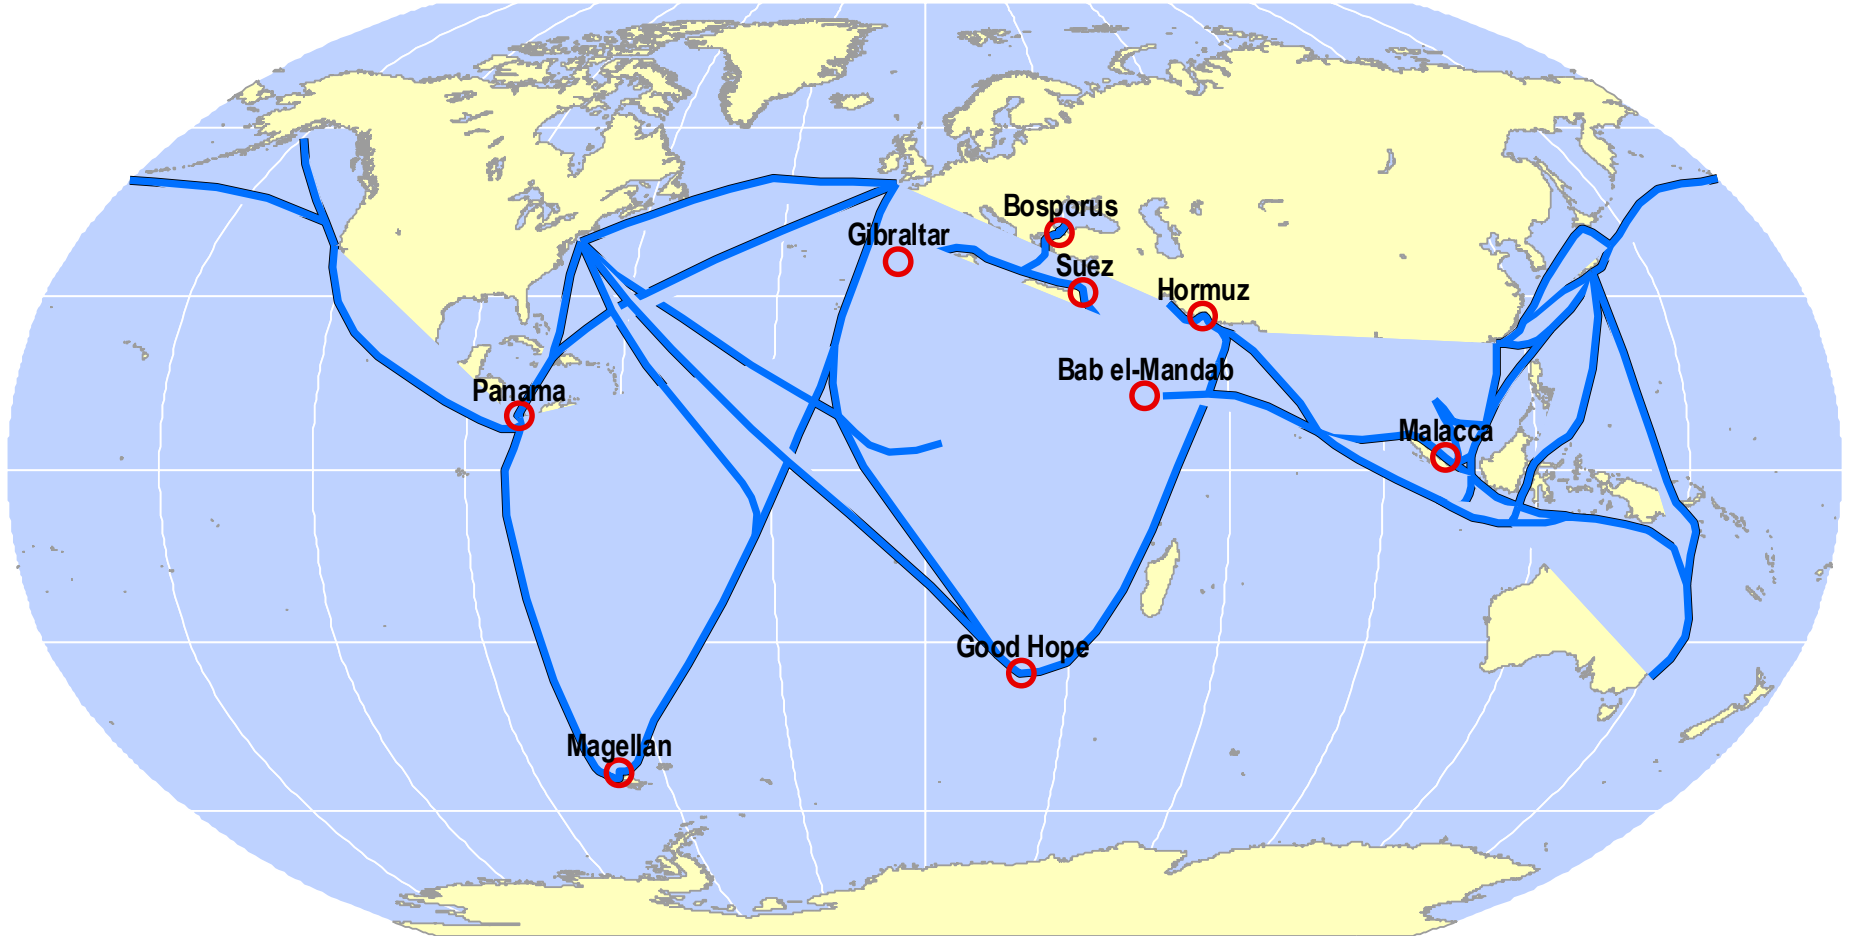 Bosporus
Gibraltar
Suez
Hormuz
Bab el-Mandab
Panama
Malacca
Good Hope
Magellan